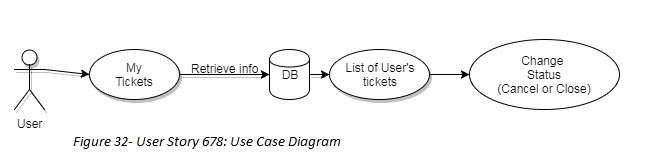 User
My
Tickets
Retrieve info
DB
List of User's
tickets
Change
Status
(Cancel or Close)
Figure 32- User Story 678: Use Case Diagram